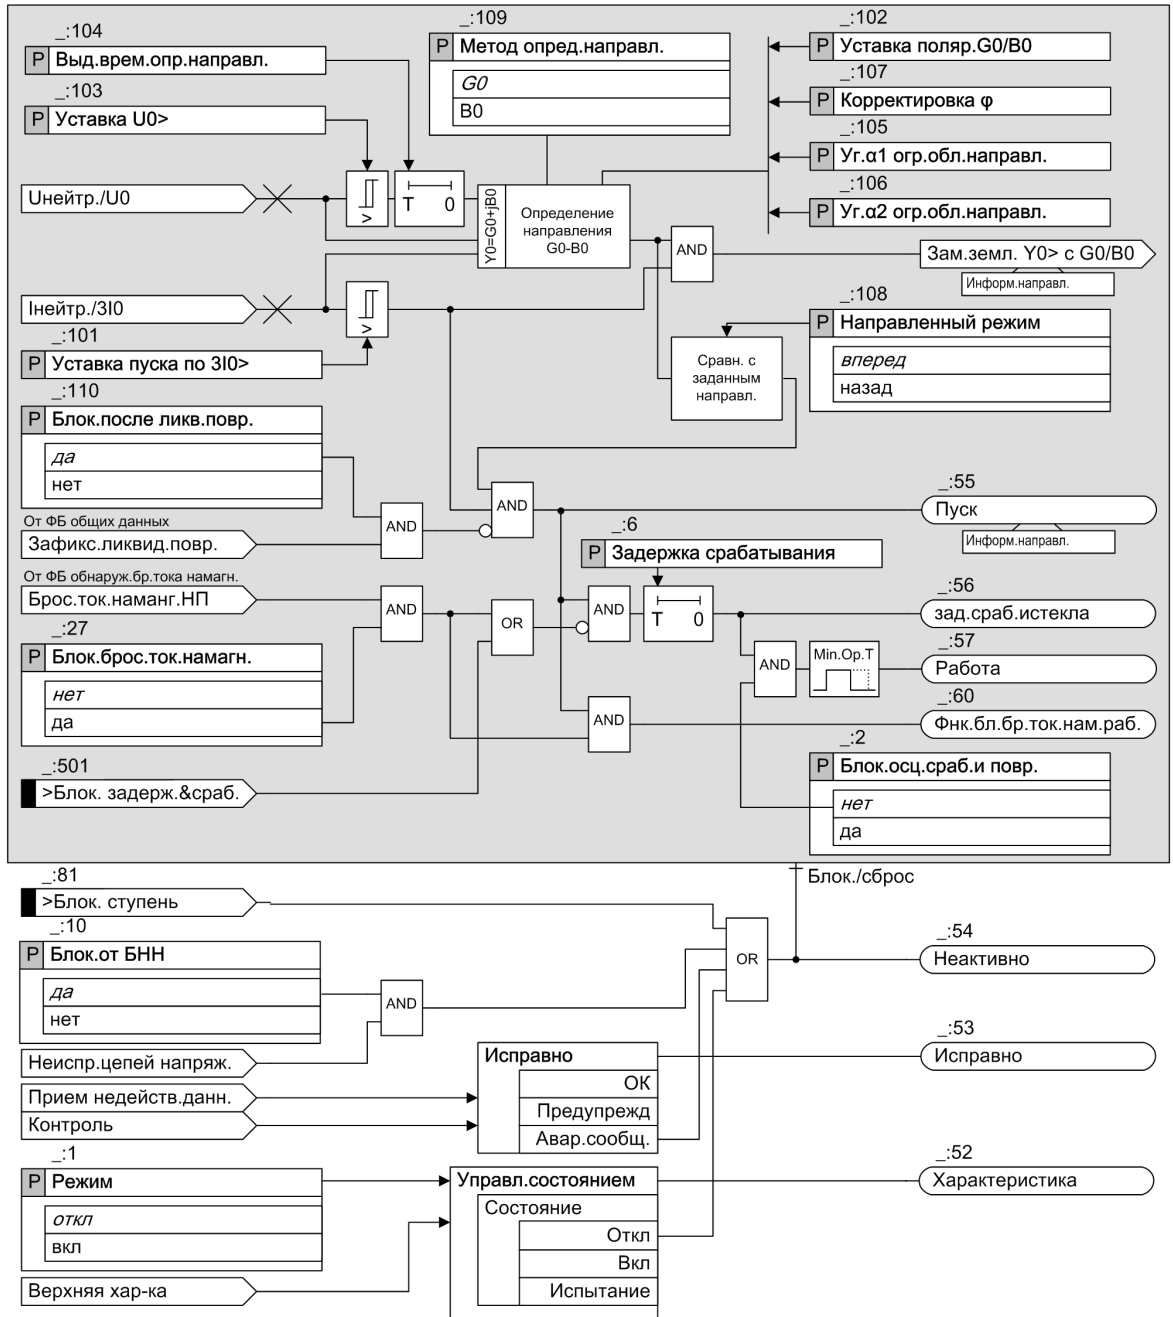 _:104
P Выд.врем.опр.направл.
_:103
P Уставка U0>
_:109
P Метод опред.направл.
G0
B0
_:102
P Уставка поляр.G0/B0
_:107
P Корректировка φ
_:105
P Уг.α1 огр.обл.направл.
_:106
P Уг.α2 огр.обл.направл.
Uнейтр./U0
>
T 0
Y0=G0+jB0
Определение
направления
G0-B0
AND
Зам.земл. Y0> с G0/B0
Информ.направл.
Iнейтр./3I0
>
_:101
P Уставка пуска по 3I0>
_:108
P Направленный режим
вперед
назад
Сравн. с
заданным
направл.
_:110
P Блок.после ликв.повр.
да
нет
От ФБ общих данных
Зафикс.ликвид.повр.
AND
AND
_:55
Пуск
Информ.направл.
_:6
P Задержка срабатывания
От ФБ обнаруж.бр.тока намагн.
Брос.ток.наманг.НП
AND
OR
AND
T 0
_:56
зад.сраб.истекла
_:27
P Блок.брос.ток.намагн.
нет
да
AND
Min.Op.T
_:57
Работа
AND
_:60
Фнк.бл.бр.ток.нам.раб.
_:501
>Блок. задерж.&сраб.
_:2
P Блок.осц.сраб.и повр.
нет
да
Блок./сброс
_:81
>Блок. ступень
_:10
P Блок.от БНН
да
нет
AND
OR
_:54
Неактивно
Неиспр.цепей напряж.
Прием недейств.данн.
Контроль
Исправно
ОК
Предупрежд
Авар.сообщ.
_:53
Исправно
_:1
P Режим
откл
вкл
Верхняя хар-ка
Управл.состоянием
Состояние
Откл
Вкл
Испытание
_:52
Характеристика